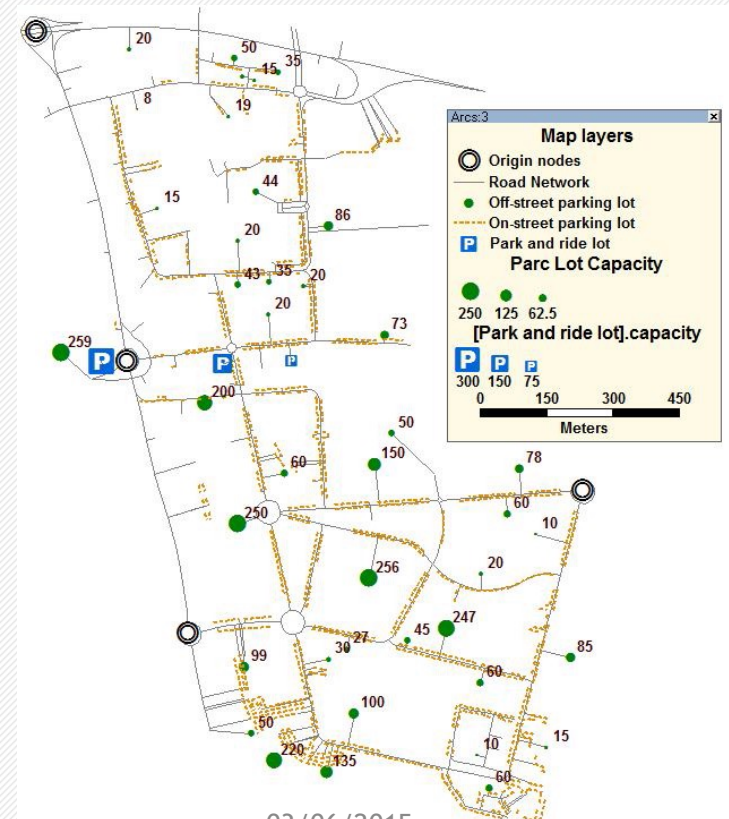 20
50
35
15
8
19
Arcs:3
Map layers
Origin nodes
Road Network
Off-street parking lot
On-street parking lot
P Park and ride lot
Parc Lot Capacity
250 125 62.5
[Park and ride lot].capacity
P P P
300 150 75
0 150 300 450
Meters
44
15
86
20
43 35 20
20
73
259
P P P
200
50
60 150 78
60
10
250
256
20
247
27 45
30
99
85
60
100
50
10 15
220
135
60